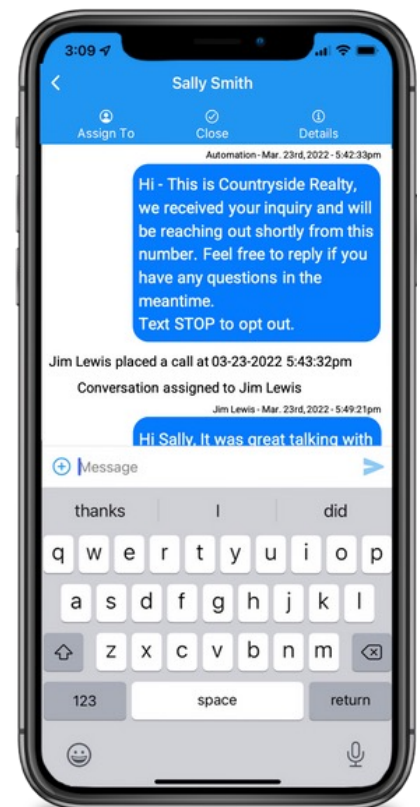 3:09
Sally Smith
Assign To Close Details
Automation - Mar. 23rd, 2022 - 5:42:33pm
Hi - This is Countryside Realty,
we received your inquiry and will
be reaching out shortly from this
number. Feel free to reply if you
have any questions in the
meantime.
Text STOP to opt out.
Jim Lewis placed a call at 03-23-2022 5:43:32pm
Conversation assigned to Jim Lewis
Jim Lewis - Mar. 23rd, 2022 - 5:49:21pm
Hi Sally, It was great talking with
Message
thanks I did
q w e r t y u i o p
a s d f g h j k l
z x c v b n m
123 space return